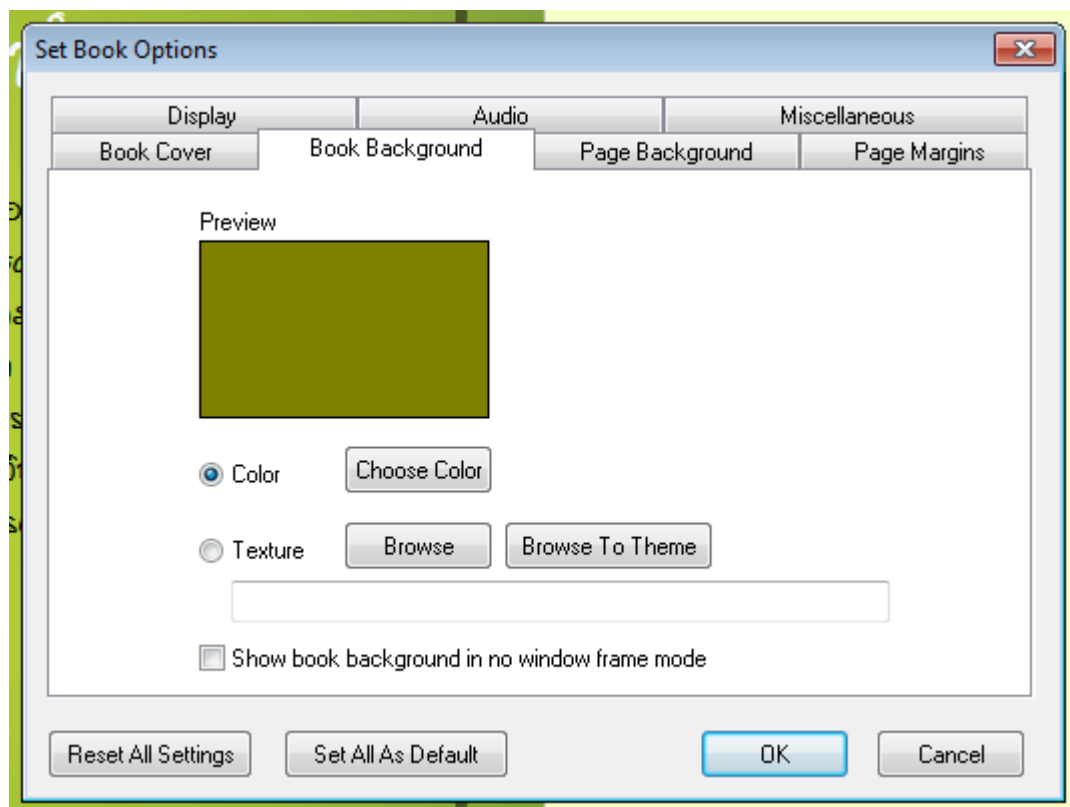 Set Book Options
Display Audio Miscellaneous
Book Cover Book Background Page Background Page Margins
Preview
Color Choose Color
Texture Browse Browse To Theme
Show book background in no window frame mode
Reset All Settings Set All As Default OK Cancel